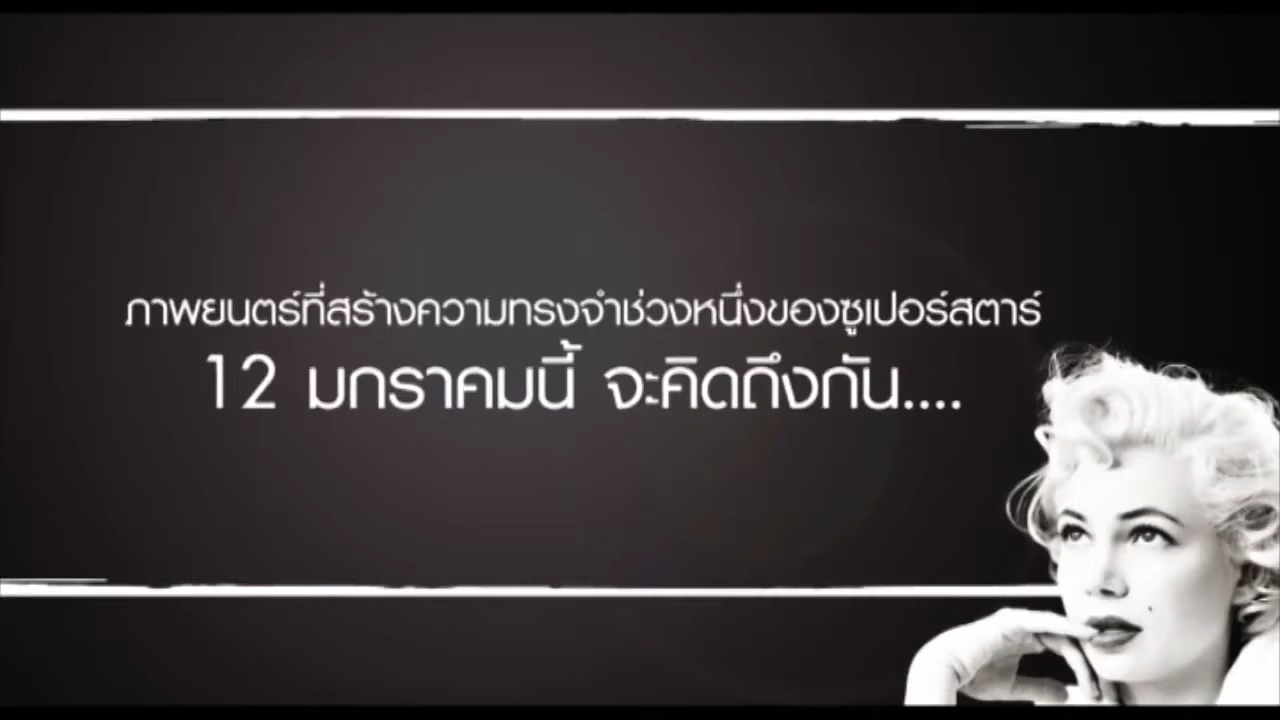 ภาพยนตร์ที่สร้างความทรงจำช่วงหนึ่งของซูเปอร์สตาร์
12 มกราคมนี้ จะคิดถึงกัน....